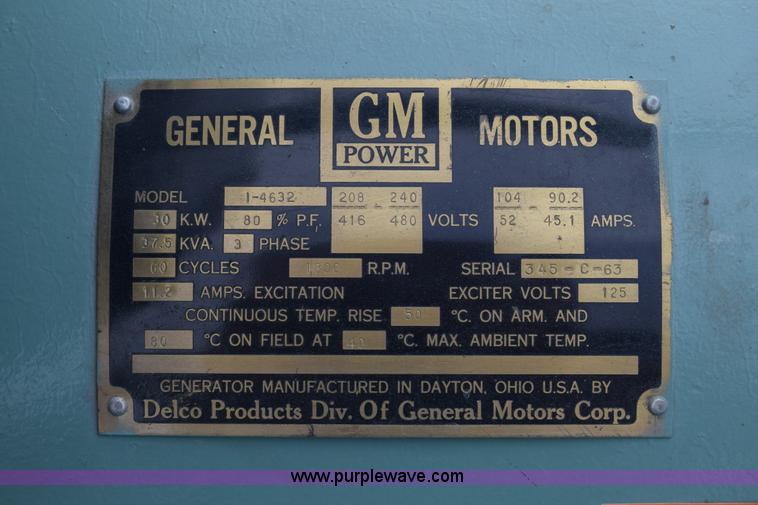 GENERAL GM POWER MOTORS
MODEL I-4632 208 240 104 90.2
30 K.W. 80 % P.F. 416 480 VOLTS 52 45.1 AMPS.
37.5 KVA. 3 PHASE
60 CYCLES 1800 R.P.M. SERIAL 345-C-63
11.2 AMPS. EXCITATION EXCITER VOLTS 125
CONTINUOUS TEMP. RISE 50 °C. ON ARM. AND
80 °C ON FIELD AT 40 °C. MAX. AMBIENT TEMP.
GENERATOR MANUFACTURED IN DAYTON, OHIO U.S.A. BY
Delco Products Div. Of General Motors Corp.
www.purplewave.com